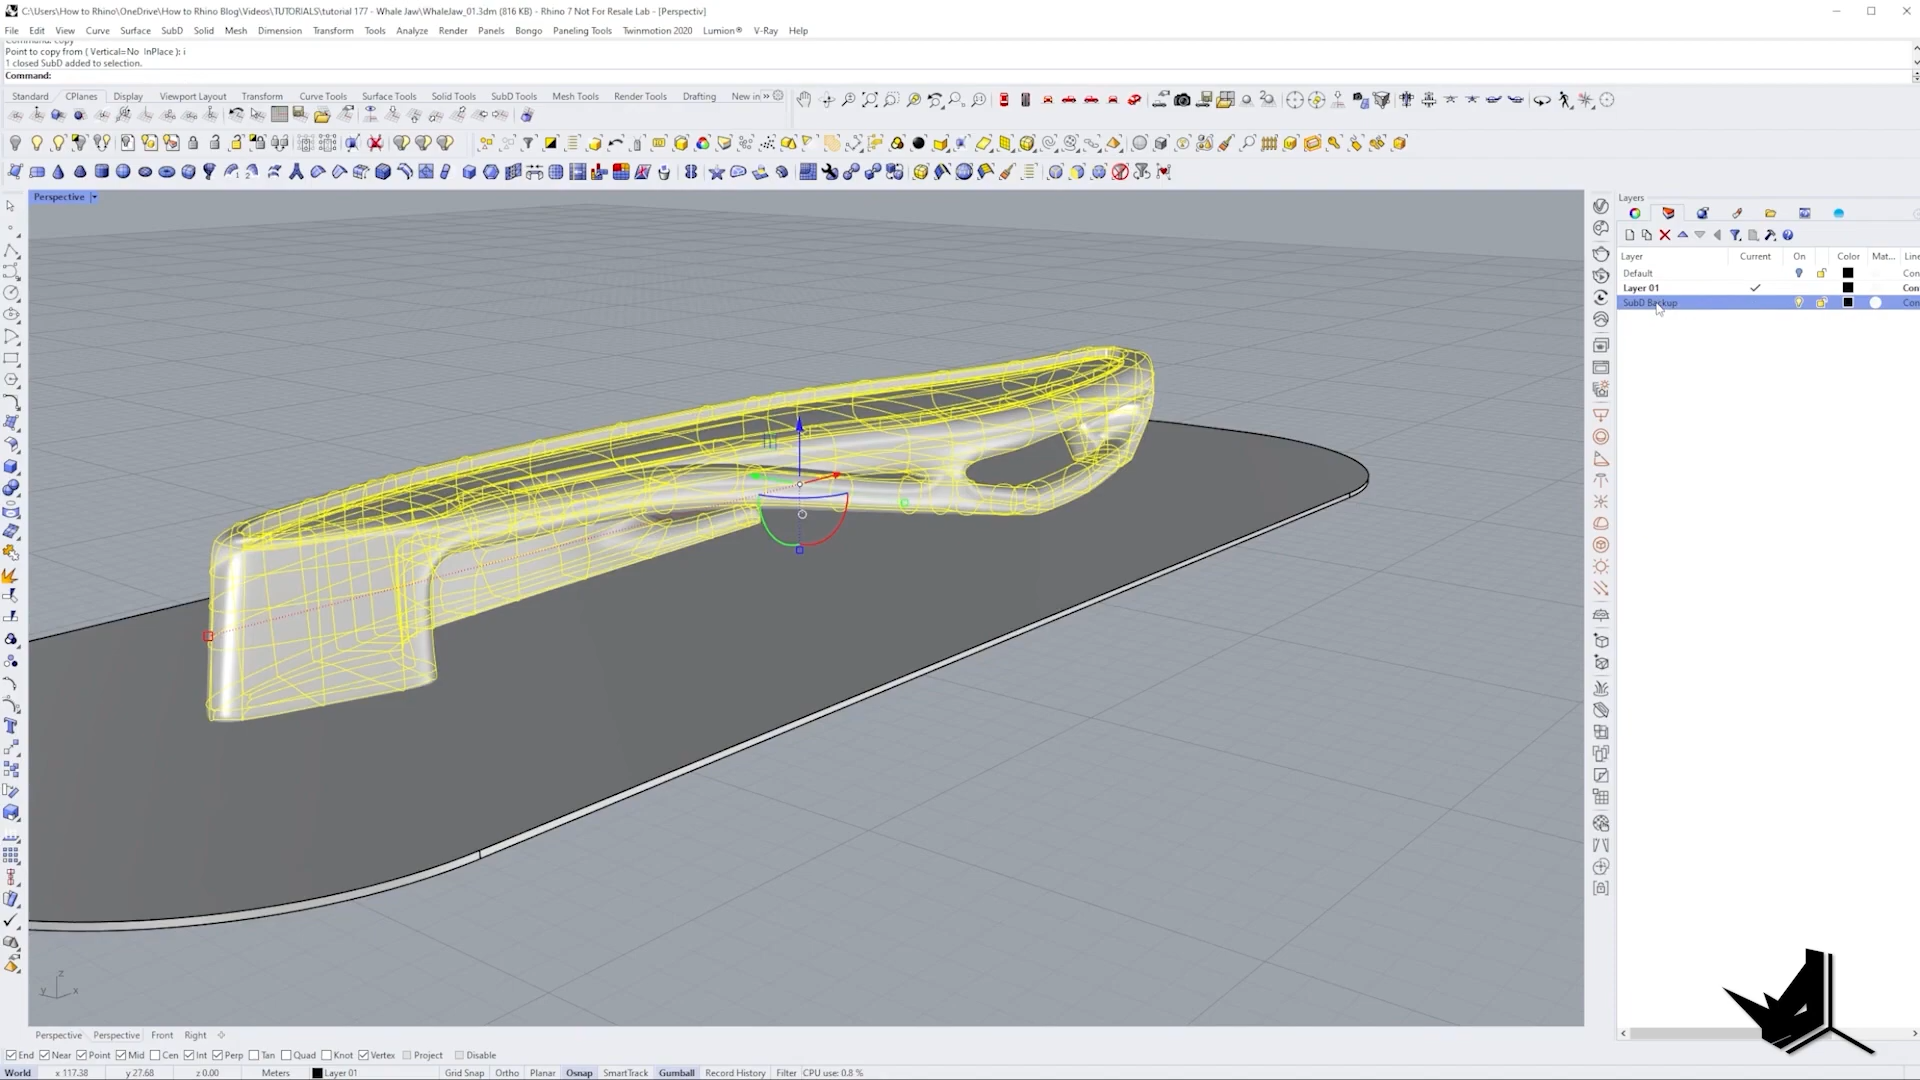 C:\Users\How to Rhino\OneDrive\How to Rhino Blog\Videos\TUTORIALS\tutorial 177 - Whale Jaw\WhaleJaw_01.3dm (816 KB) - Rhino 7 Not For Resale Lab - [Perspectiv]
File Edit View Curve Surface SubD Solid Mesh Dimension Transform Tools Analyze Render Panels Bongo Paneling Tools Twinmotion 2020 Lumion® V-Ray Help
Command: copy
Point to copy from ( Vertical=No InPlace ): i
1 closed SubD added to selection.
Command:
Standard CPlanes Display Viewport Layout Transform Curve Tools Surface Tools Solid Tools SubD Tools Mesh Tools Render Tools Drafting New in »
Perspective
Layers
Layer Current On Color Mat... Line
Default Con
Layer 01 Con
SubD Backup Con
z
y x
Perspective Perspective Front Right
End Near Point Mid Cen Int Perp Tan Quad Knot Vertex Project Disable
World x 117.38 y 27.68 z 0.00 Meters Layer 01 Grid Snap Ortho Planar Osnap SmartTrack Gumball Record History Filter CPU use: 0.8 %